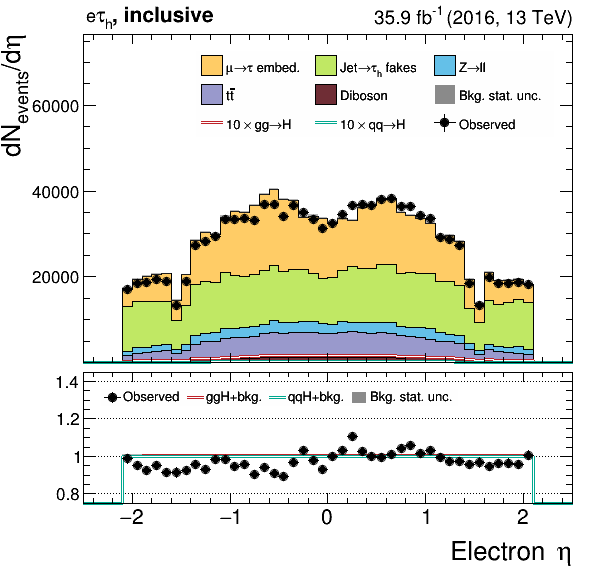 eτh, inclusive 35.9 fb⁻¹ (2016, 13 TeV)
dNevents/dη
60000
40000
20000
μ→τ embed. Jet→τh fakes Z→ll
tt̄ Diboson Bkg. stat. unc.
10 × gg→H 10 × qq→H Observed
1.4
1.2
1
0.8
Observed ggH+bkg. qqH+bkg. Bkg. stat. unc.
−2 −1 0 1 2
Electron η